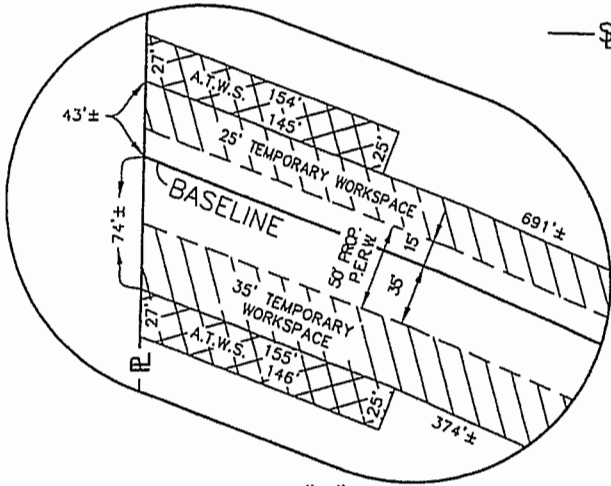 27'
A.T.W.S. 154'
145'
25'
43'±
25' TEMPORARY WORKSPACE
691'±
BASELINE
74'±
50' PROP.
P.E.R.W.
15'
35'
35' TEMPORARY
WORKSPACE
27'
A.T.W.S. 155'
146'
25'
374'±
PL